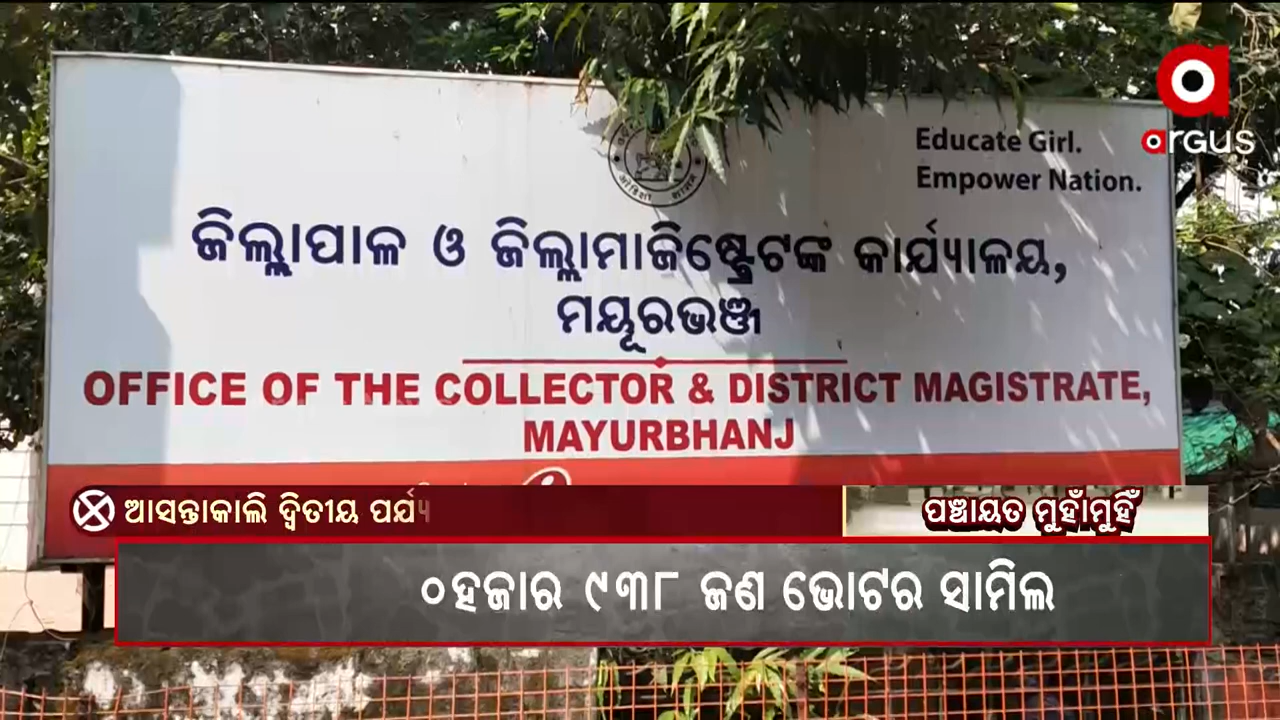 argus
Educate Girl.
Empower Nation.
ଜିଲ୍ଲାପାଳ ଓ ଜିଲ୍ଲାମାଜିଷ୍ଟ୍ରେଟଙ୍କ କାର୍ଯ୍ୟାଳୟ,
ମୟୂରଭଞ୍ଜ
OFFICE OF THE COLLECTOR & DISTRICT MAGISTRATE,
MAYURBHANJ
ଆସନ୍ତାକାଲି ଦ୍ୱିତୀୟ ପର୍ଯ୍ୟ
ପଞ୍ଚାୟତ ମୁହାଁମୁହିଁ
୦ହଜାର ୯୩୮ ଜଣ ଭୋଟର ସାମିଲ